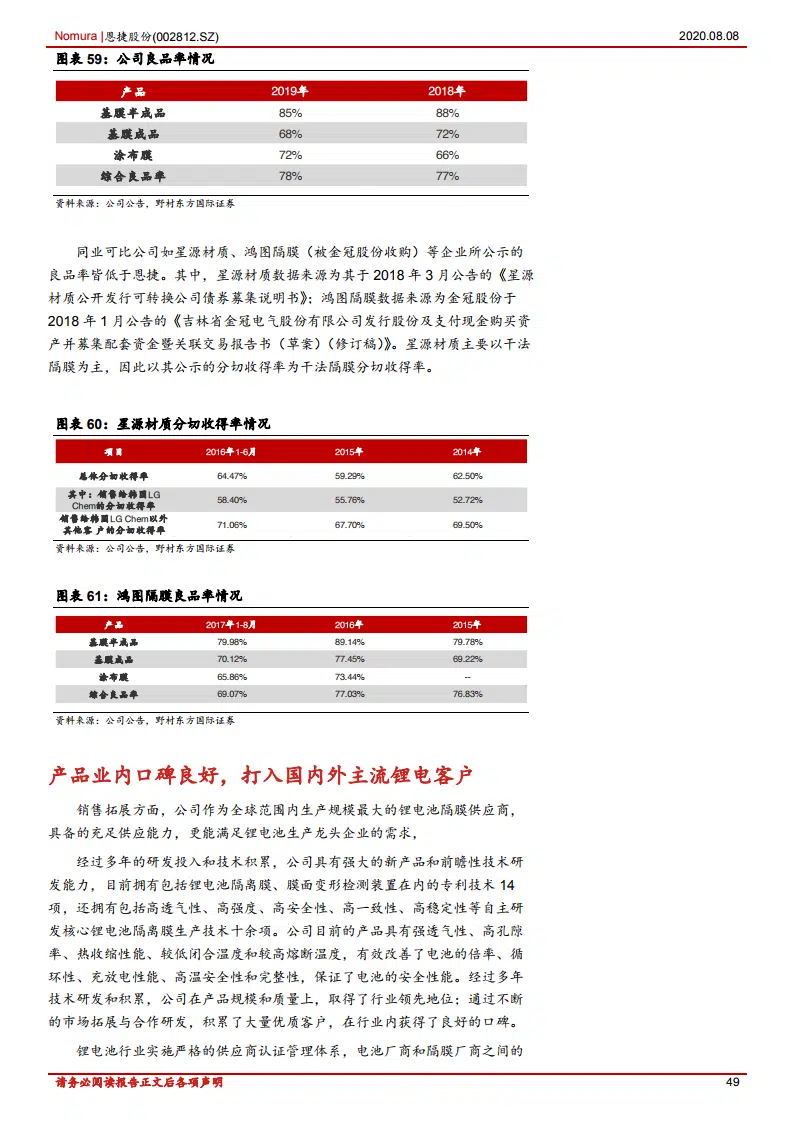 Nomura |恩捷股份(002812.SZ) 2020.08.08
图表 59：公司良品率情况
产品 2019年 2018年
基膜半成品 85% 88%
基膜成品 68% 72%
涂布膜 72% 66%
综合良品率 78% 77%
资料来源：公司公告，野村东方国际证券
同业可比公司如星源材质、鸿图隔膜（被金冠股份收购）等企业所公示的
良品率皆低于恩捷。其中，星源材质数据来源为其于 2018 年 3 月公告的《星源
材质公开发行可转换公司债券募集说明书》；鸿图隔膜数据来源为金冠股份于
2018 年 1 月公告的《吉林省金冠电气股份有限公司发行股份及支付现金购买资
产并募集配套资金暨关联交易报告书（草案）（修订稿）》。星源材质主要以干法
隔膜为主，因此以其公示的分切收得率为干法隔膜分切收得率。
图表 60：星源材质分切收得率情况
项目 2016年1-6月 2015年 2014年
总体分切收得率 64.47% 59.29% 62.50%
其中：销售给韩国LG
Chem的分切收得率 58.40% 55.76% 52.72%
销售给韩国LG Chem以外
其他客 户的分切收得率 71.06% 67.70% 69.50%
资料来源：公司公告，野村东方国际证券
图表 61：鸿图隔膜良品率情况
产品 2017年1-8月 2016年 2015年
基膜半成品 79.98% 89.14% 79.78%
基膜成品 70.12% 77.45% 69.22%
涂布膜 65.86% 73.44% --
综合良品率 69.07% 77.03% 76.83%
资料来源：公司公告，野村东方国际证券
产品业内口碑良好，打入国内外主流锂电客户
销售拓展方面，公司作为全球范围内生产规模最大的锂电池隔膜供应商，
具备的充足供应能力，更能满足锂电池生产龙头企业的需求，
经过多年的研发投入和技术积累，公司具有强大的新产品和前瞻性技术研
发能力，目前拥有包括锂电池隔离膜、膜面变形检测装置在内的专利技术 14
项，还拥有包括高透气性、高强度、高安全性、高一致性、高稳定性等自主研
发核心锂电池隔离膜生产技术十余项。公司目前的产品具有强透气性、高孔隙
率、热收缩性能、较低闭合温度和较高熔断温度，有效改善了电池的倍率、循
环性、充放电性能、高温安全性和完整性，保证了电池的安全性能。经过多年
技术研发和积累，公司在产品规模和质量上，取得了行业领先地位；通过不断
的市场拓展与合作研发，积累了大量优质客户，在行业内获得了良好的口碑。
锂电池行业实施严格的供应商认证管理体系，电池厂商和隔膜厂商之间的
请务必阅读报告正文后各项声明 49